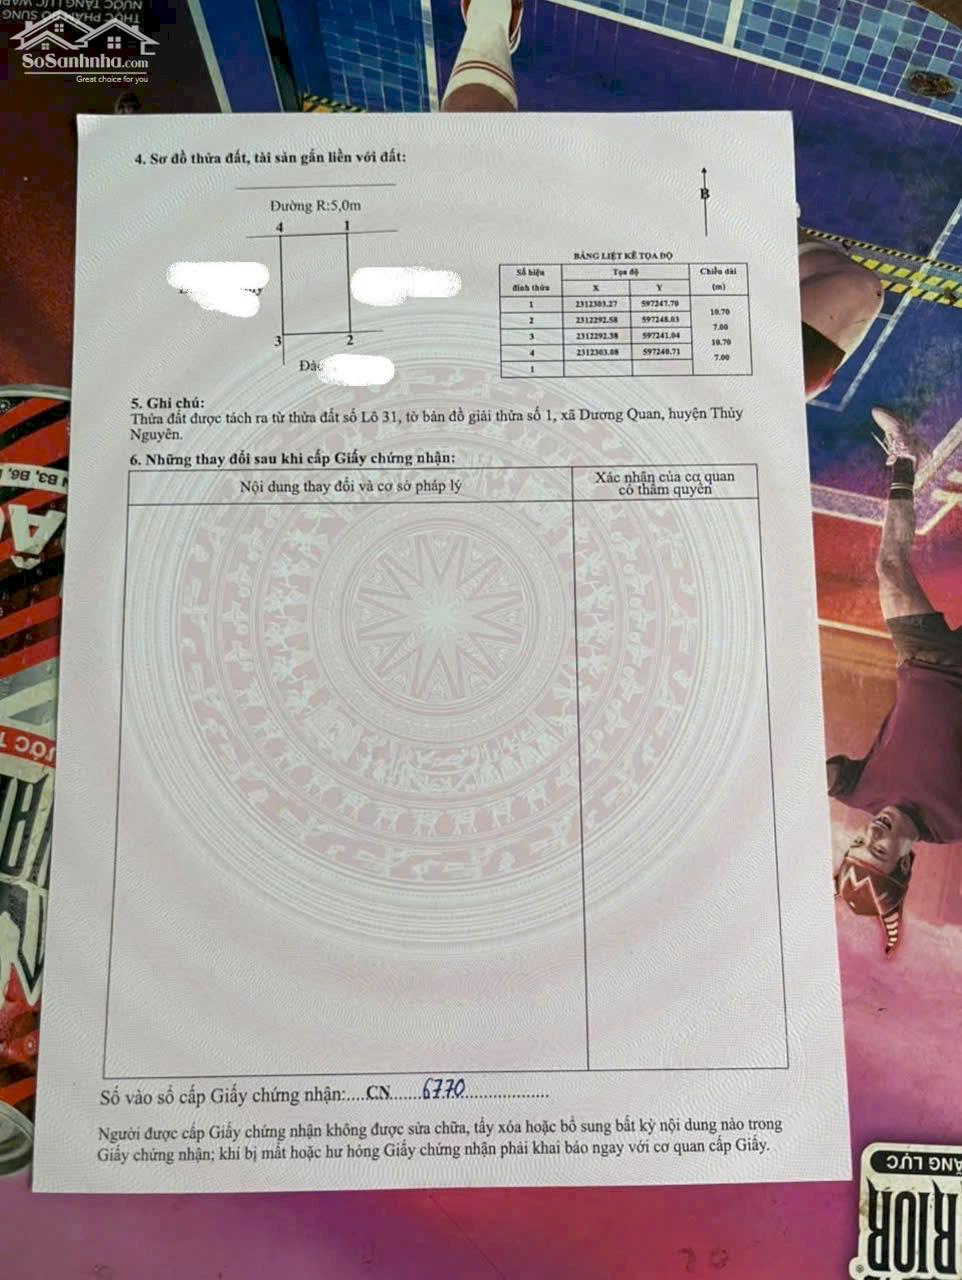 SoSanhnha.com
Great choice for you
4. Sơ đồ thửa đất, tài sản gắn liền với đất:
Đường R:5,0m
4 1
3 2
B
BẢNG LIỆT KÊ TỌA ĐỘ
Số hiệu đỉnh thửa Tọa độ Chiều dài (m)
X Y
1 2312303.27 597247.70
10.70
2 2312292.58 597248.03
7.00
3 2312292.38 597241.04
10.70
4 2312303.08 597240.71
7.00
1
5. Ghi chú:
Thửa đất được tách ra từ thửa đất số Lô 31, tờ bản đồ giải thửa số 1, xã Dương Quan, huyện Thủy
Nguyên.
6. Những thay đổi sau khi cấp Giấy chứng nhận:
Nội dung thay đổi và cơ sở pháp lý
Xác nhận của cơ quan
có thẩm quyền
Số vào sổ cấp Giấy chứng nhận:....CN......6770..................
Người được cấp Giấy chứng nhận không được sửa chữa, tẩy xóa hoặc bổ sung bất kỳ nội dung nào trong
Giấy chứng nhận; khi bị mất hoặc hư hỏng Giấy chứng nhận phải khai báo ngay với cơ quan cấp Giấy.
B3, B6,
RIOR